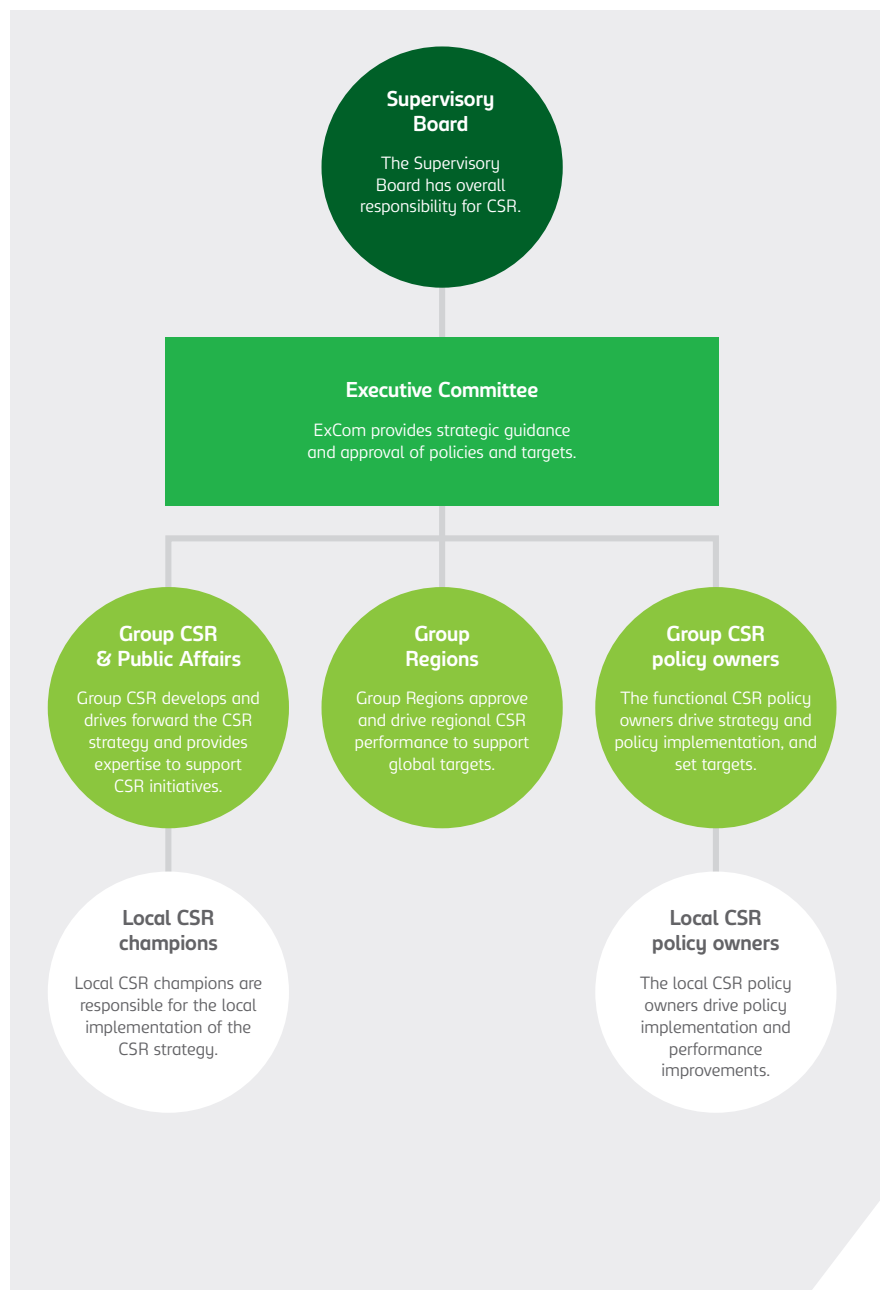 Supervisory
Board
The Supervisory
Board has overall
responsibility for CSR.
Executive Committee
ExCom provides strategic guidance
and approval of policies and targets.
Group CSR
& Public Affairs
Group CSR develops and
drives forward the CSR
strategy and provides
expertise to support
CSR initiatives.
Group
Regions
Group Regions approve
and drive regional CSR
performance to support
global targets.
Group CSR
policy owners
The functional CSR policy
owners drive strategy and
policy implementation, and
set targets.
Local CSR
champions
Local CSR champions are
responsible for the local
implementation of the
CSR strategy.
Local CSR
policy owners
The local CSR policy
owners drive policy
implementation and
performance
improvements.